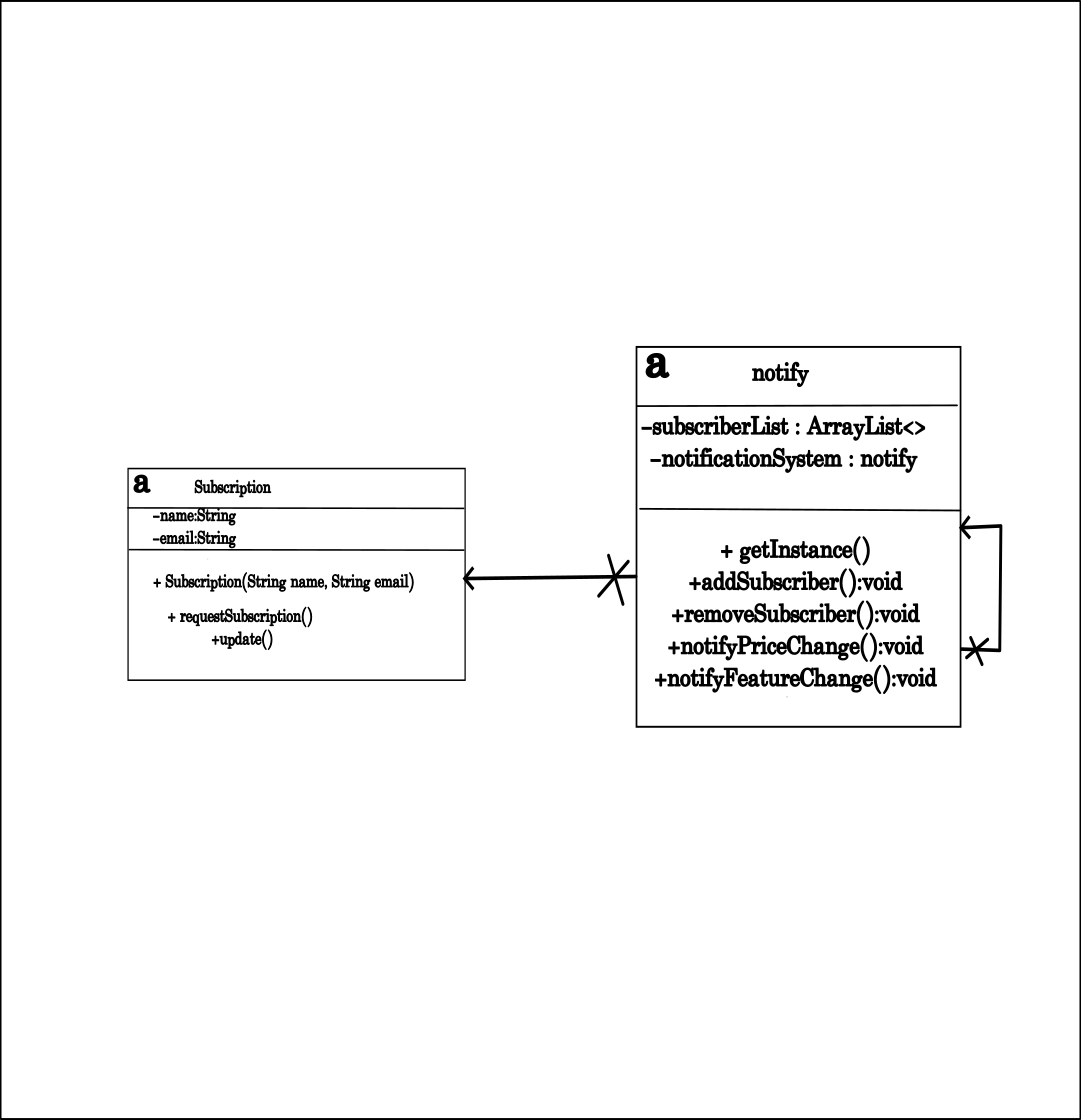 a
Subscription
-name:String
-email:String
+ Subscription(String name, String email)
+ requestSubscription()
+update()
a
notify
-subscriberList : ArrayList<>
-notificationSystem : notify
+ getInstance()
+addSubscriber():void
+removeSubscriber():void
+notifyPriceChange():void
+notifyFeatureChange():void